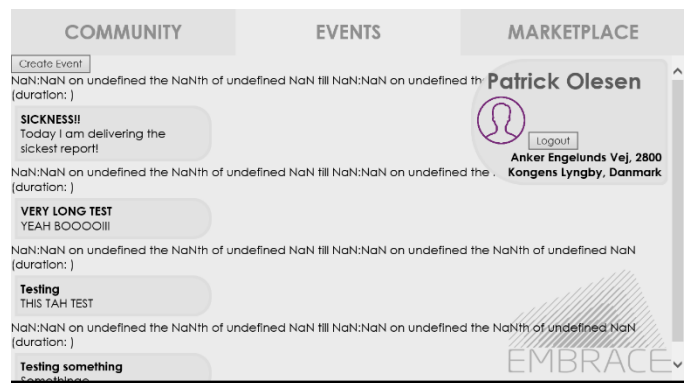 COMMUNITY
EVENTS
MARKETPLACE
Create Event
NaN:NaN on undefined the NaNth of undefined NaN till NaN:NaN on undefined th
(duration: )
Patrick Olesen
Logout
Anker Engelunds Vej, 2800
Kongens Lyngby, Danmark
SICKNESS!!
Today I am delivering the
sickest report!
NaN:NaN on undefined the NaNth of undefined NaN till NaN:NaN on undefined the
(duration: )
VERY LONG TEST
YEAH BOOOOIII
NaN:NaN on undefined the NaNth of undefined NaN till NaN:NaN on undefined the NaNth of undefined NaN
(duration: )
Testing
THIS TAH TEST
NaN:NaN on undefined the NaNth of undefined NaN till NaN:NaN on undefined the NaNth of undefined NaN
(duration: )
Testing something
EMBRACE